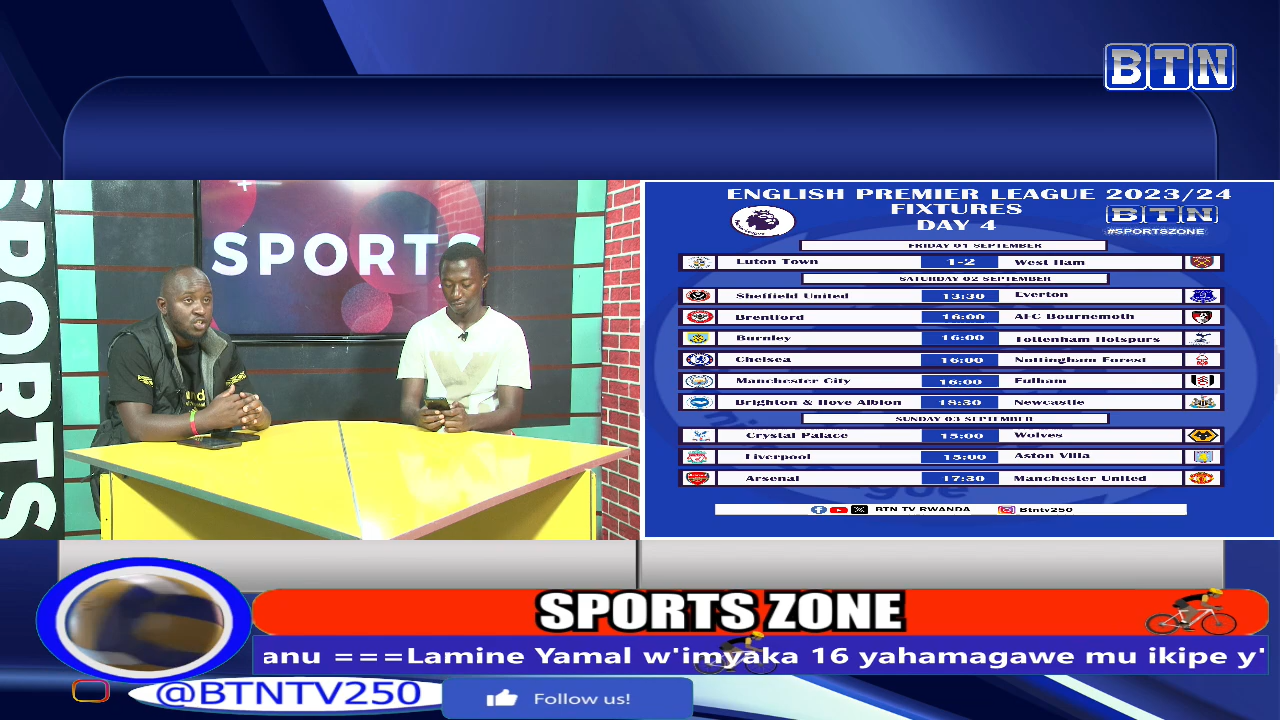 BTN
SPORTS
SPORTS
ENGLISH PREMIER LEAGUE 2023/24
FIXTURES
DAY 4
BTN
#SPORTSZONE
FRIDAY 01 SEPTEMBER
Luton Town 1-2 West Ham
SATURDAY 02 SEPTEMBER
Sheffield United 13:30 Everton
Brentford 16:00 AFC Bournemoth
Burnley 16:00 Tottenham Hotspurs
Chelsea 16:00 Nottingham Forest
Manchester City 16:00 Fulham
Brighton & Hove Albion 18:30 Newcastle
SUNDAY 03 SEPTEMBER
Crystal Palace 15:00 Wolves
Liverpool 15:00 Aston Villa
Arsenal 17:30 Manchester United
BTN TV RWANDA Btntv250
SPORTS ZONE
anu ===Lamine Yamal w'imyaka 16 yahamagawe mu ikipe y'
@BTNTV250
Follow us!